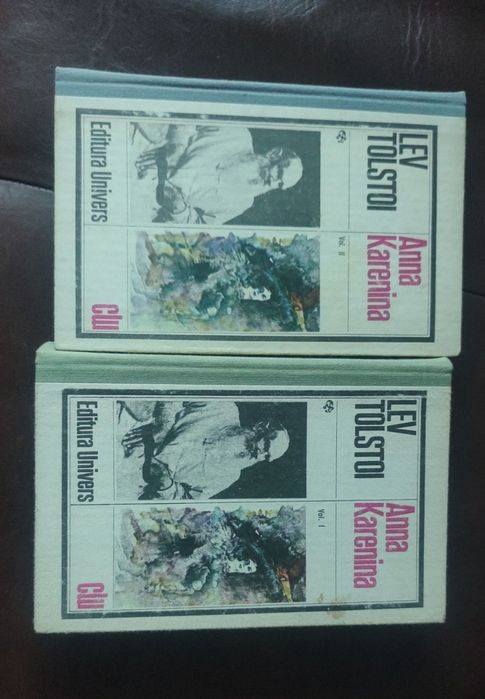 LEV
TOLSTOI
Anna
Karenina
Vol. II
Editura Univers
clu
LEV
TOLSTOI
Anna
Karenina
Vol. I
Editura Univers
clu